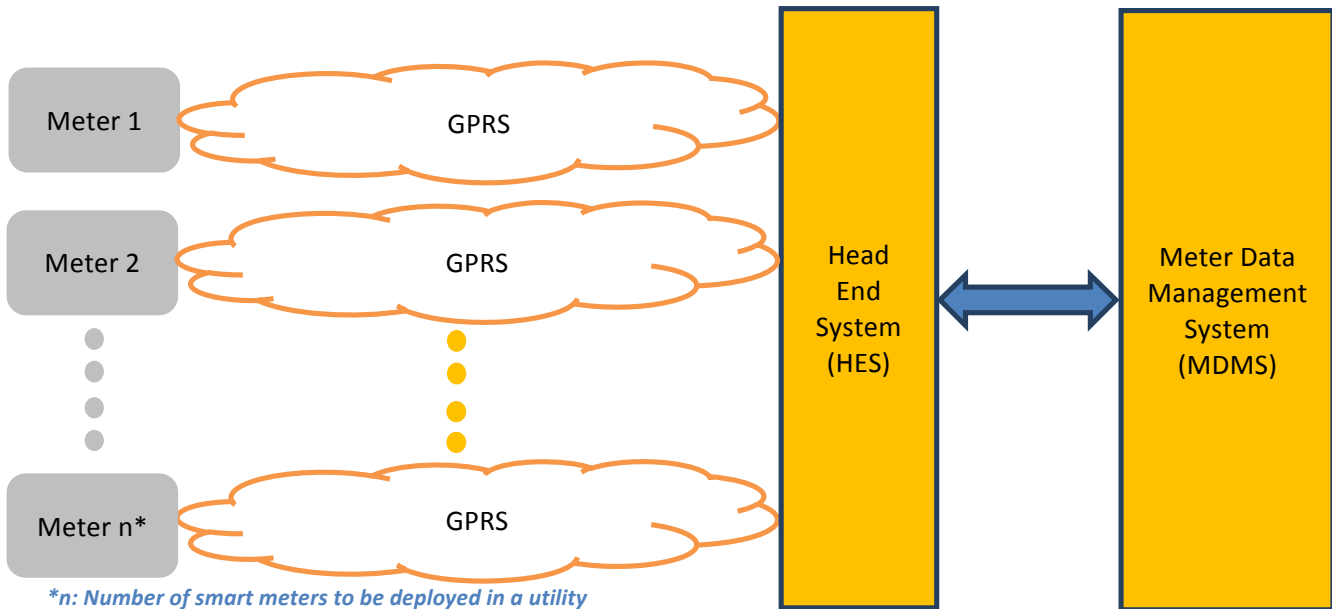 Meter 1
GPRS
Meter 2
GPRS
Meter n*
GPRS
*n: Number of smart meters to be deployed in a utility
Head
End
System
(HES)
Meter Data
Management
System
(MDMS)